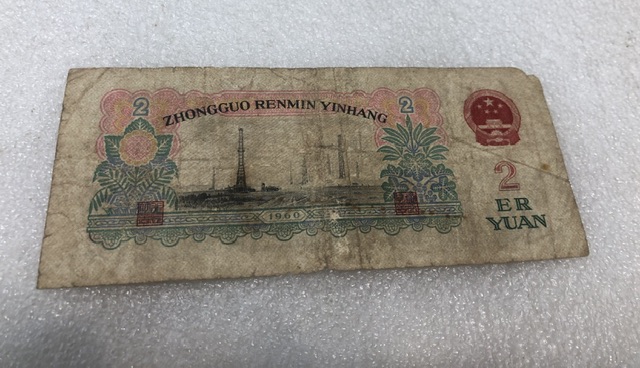 2
ZHONGGUO RENMIN YINHANG
2
1960
2
ER
YUAN